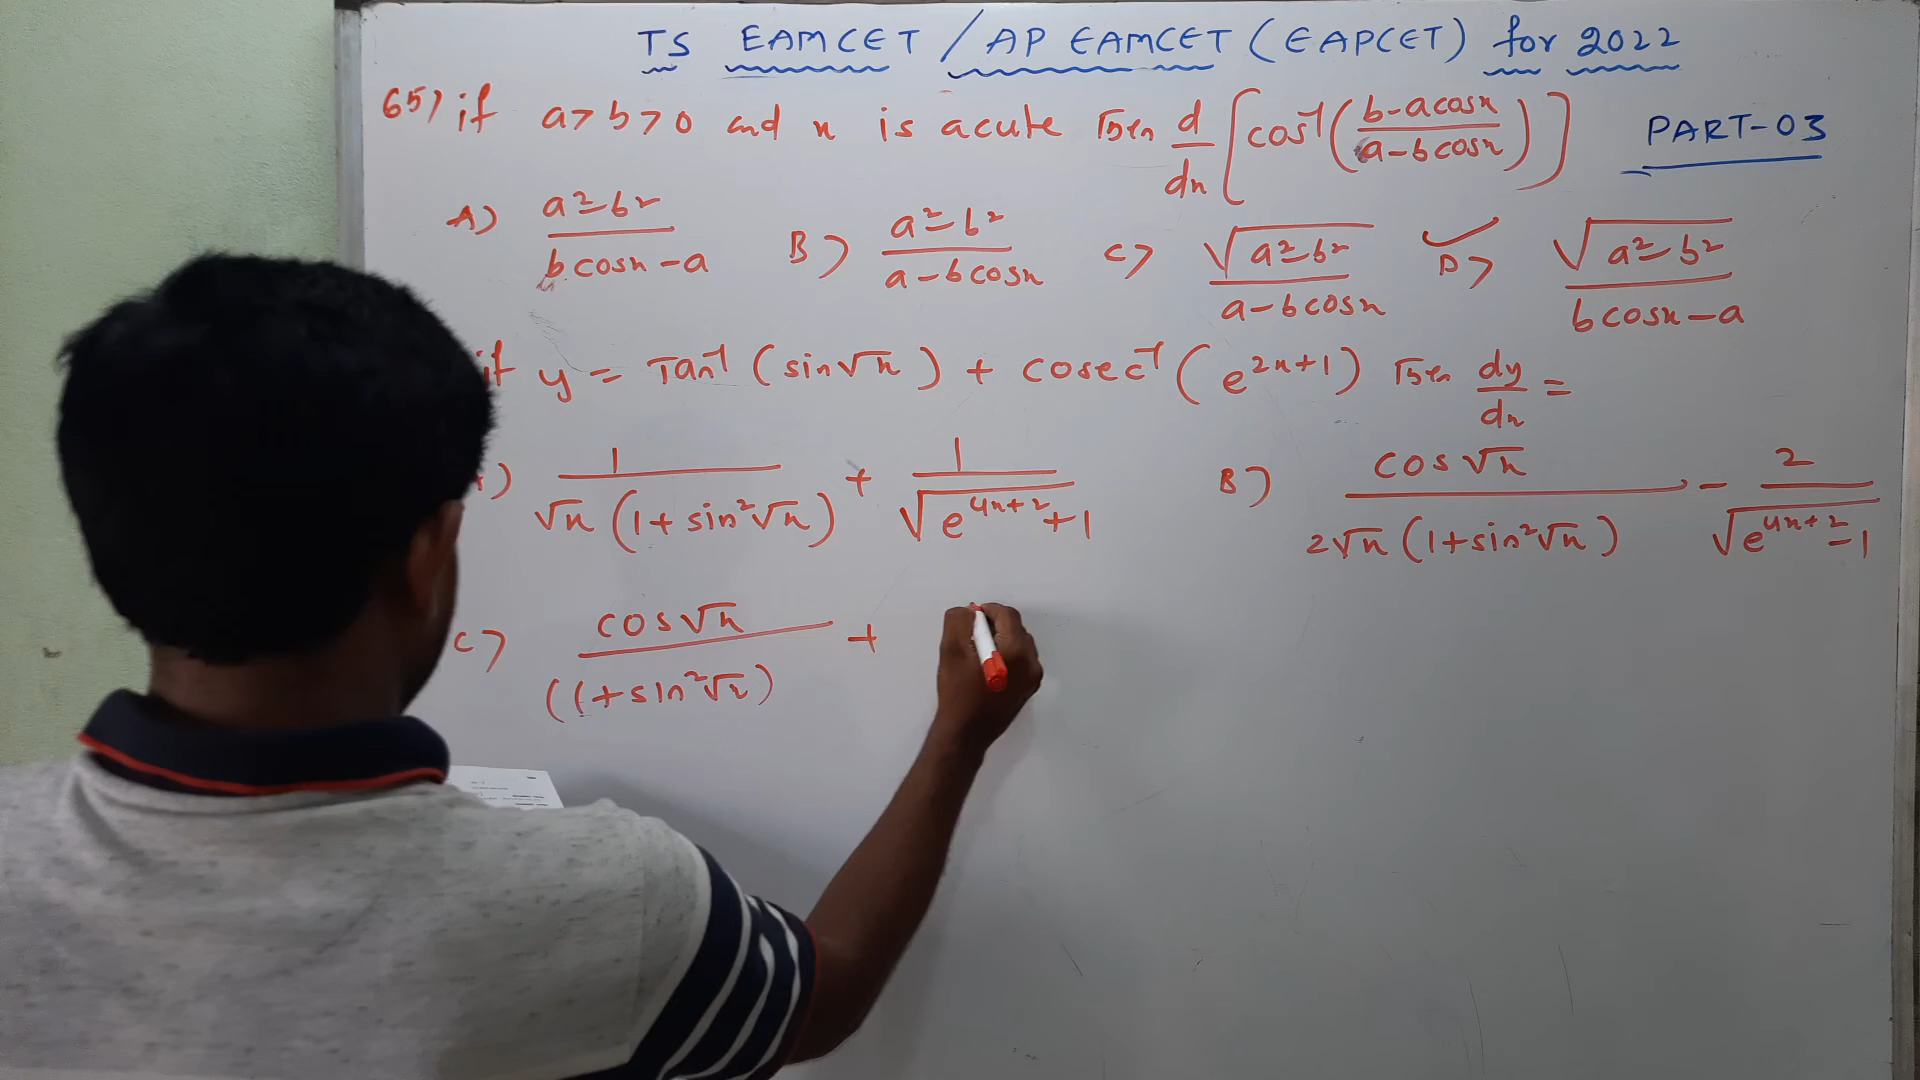 TS EAMCET / AP EAMCET (EAPCET) for 2022
65) if a>b>0 and x is acute Then d/dx [cos⁻¹((b-acosx)/(a-bcosx))] PART-03
A) (a²-b²)/(bcosx-a) B) (a²-b²)/(a-bcosx) C) √(a²-b²)/(a-bcosx) ✓ D) √(a²-b²)/(bcosx-a)
if y = Tan⁻¹(sin√x) + cosec⁻¹(e^(2x+1)) Then dy/dx =
) 1/(√x(1+sin²√x)) + 1/√(e^(4x+2)+1) B) cos√x/(2√x(1+sin²√x)) - 2/√(e^(4x+2)-1)
C) cos√x/((1+sin²√x) +